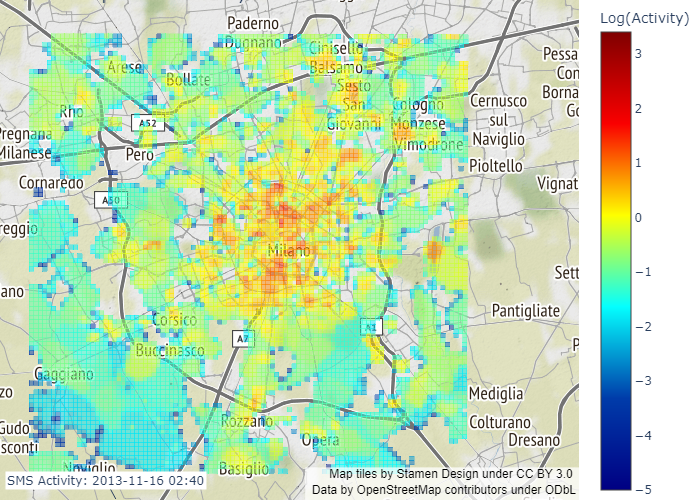 Paderno
Dugnano
Cinisello
Balsamo
Arese
Bollate
Sesto
San
Giovanni
Cologno
Monzese
Vimodrone
Cernusco
sul
Naviglio
Pessa
Con
Borna
Go
Rho
A52
Pregnana
Milanese
Pero
Pioltello
Cornaredo
A50
Vignat
reggio
Milano
Sett
ano
Pantigliate
Corsico
A1
A7
Buccinasco
P
Gaggiano
zo
Mediglia
Rozzano
Colturano
Gudo
sconti
Opera
Dresano
Noviglio
Basiglio
SMS Activity: 2013-11-16 02:40
Map tiles by Stamen Design under CC BY 3.0
Data by OpenStreetMap contributors under ODbL
Log(Activity)
3
2
1
0
−1
−2
−3
−4
−5